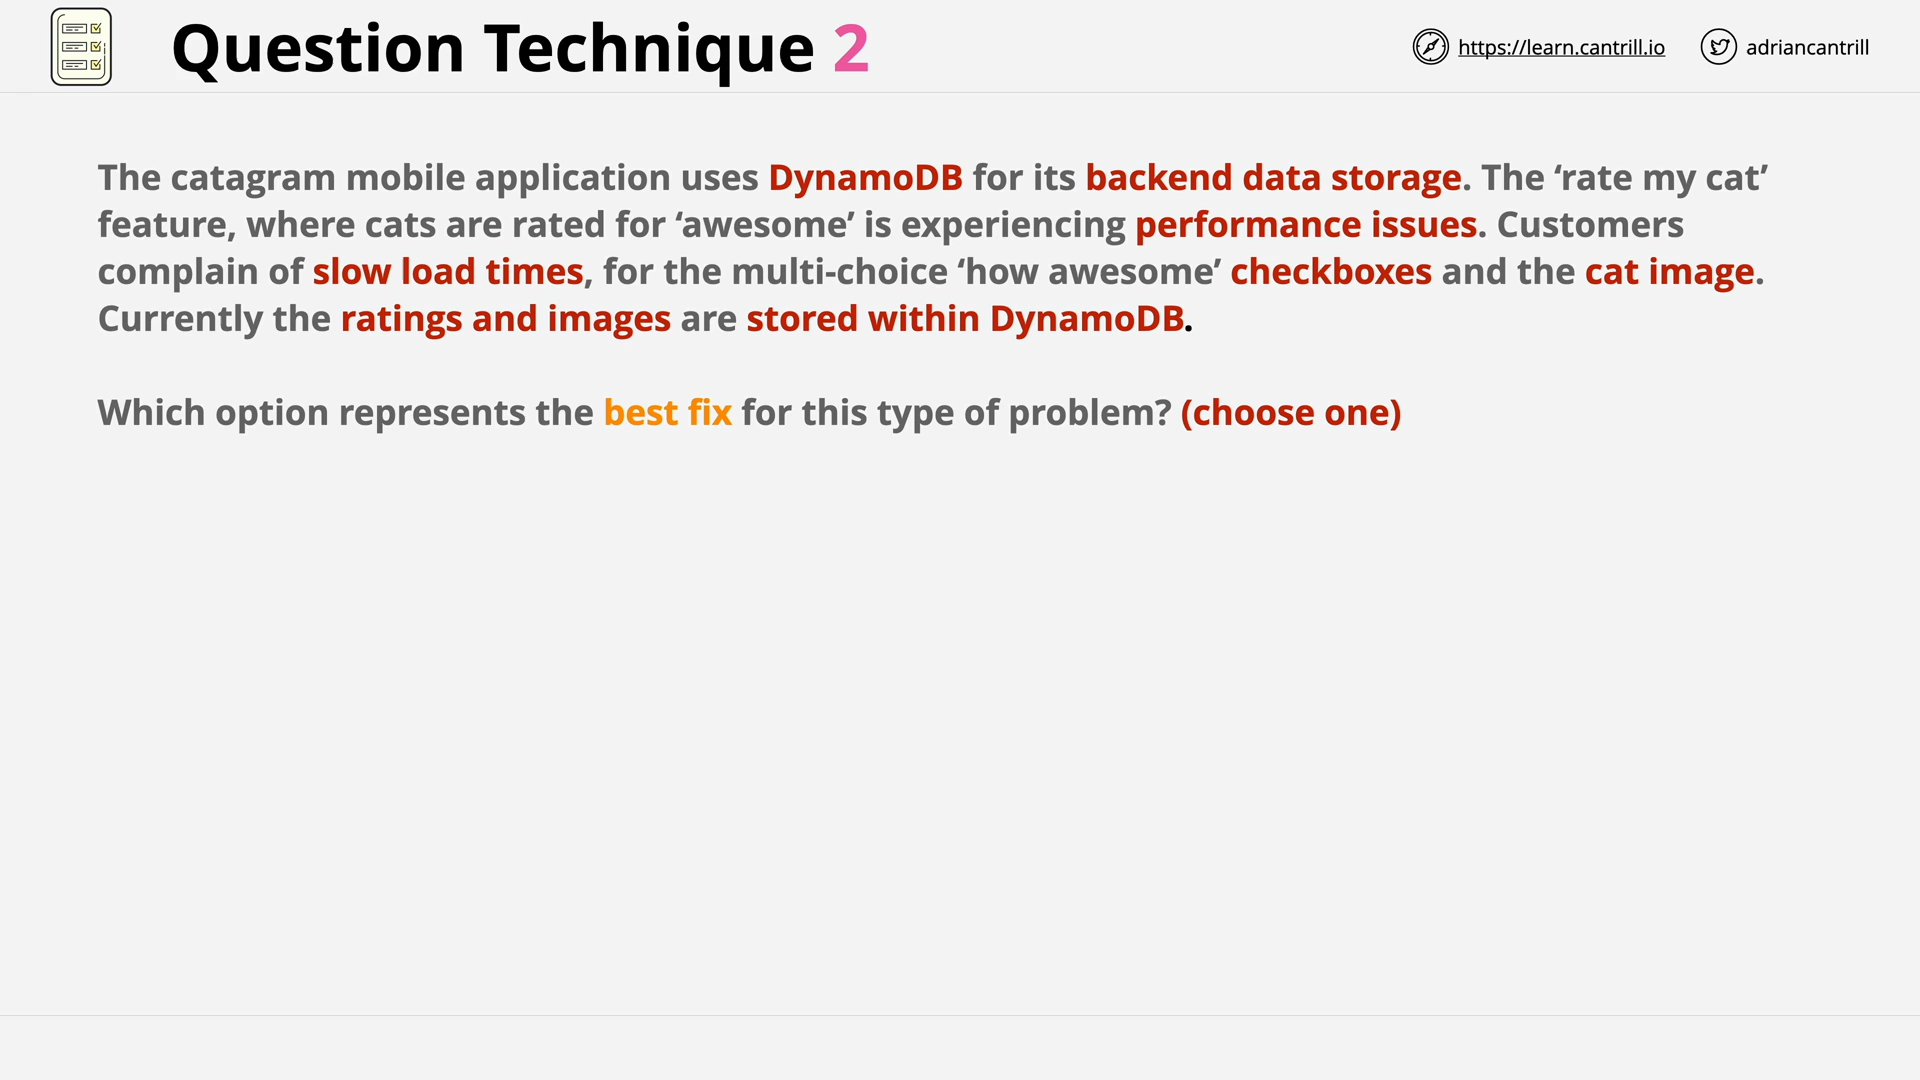 Question Technique 2
https://learn.cantrill.io
adriancantrill
The catagram mobile application uses DynamoDB for its backend data storage. The ‘rate my cat’
feature, where cats are rated for ‘awesome’ is experiencing performance issues. Customers
complain of slow load times, for the multi-choice ‘how awesome’ checkboxes and the cat image.
Currently the ratings and images are stored within DynamoDB.
Which option represents the best fix for this type of problem? (choose one)